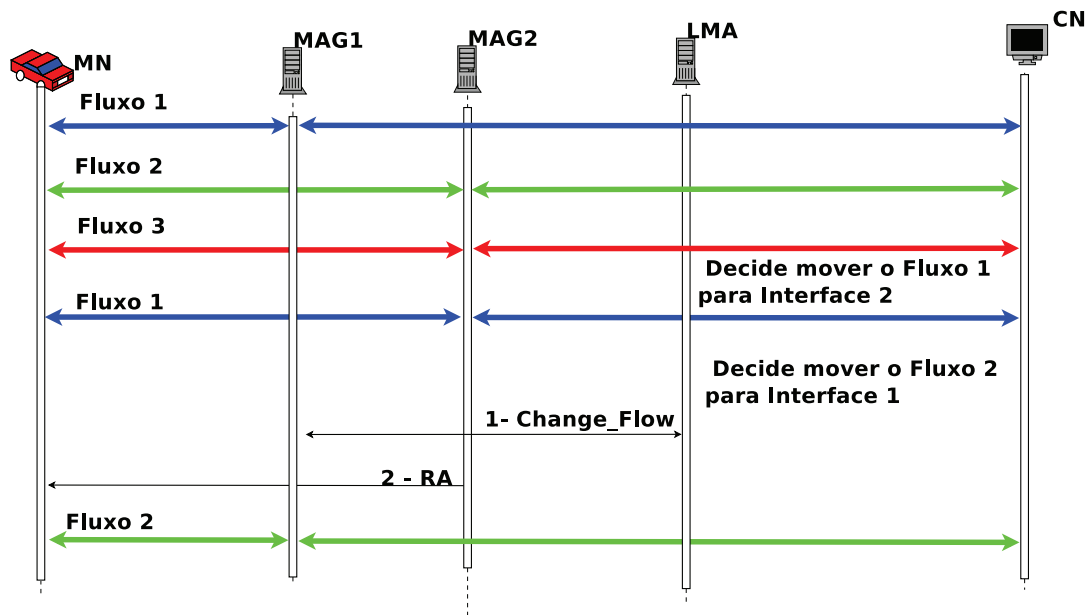 MN
MAG1
MAG2
LMA
CN
Fluxo 1
Fluxo 2
Fluxo 3
Decide mover o Fluxo 1
para Interface 2
Fluxo 1
Decide mover o Fluxo 2
para Interface 1
1- Change_Flow
2 - RA
Fluxo 2